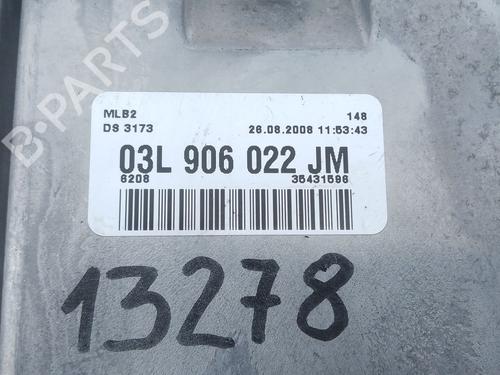 MLB2 148
DS 3173 26.08.2008 11:53:43
03L 906 022 JM
6208 35431596
13278
B-PARTS